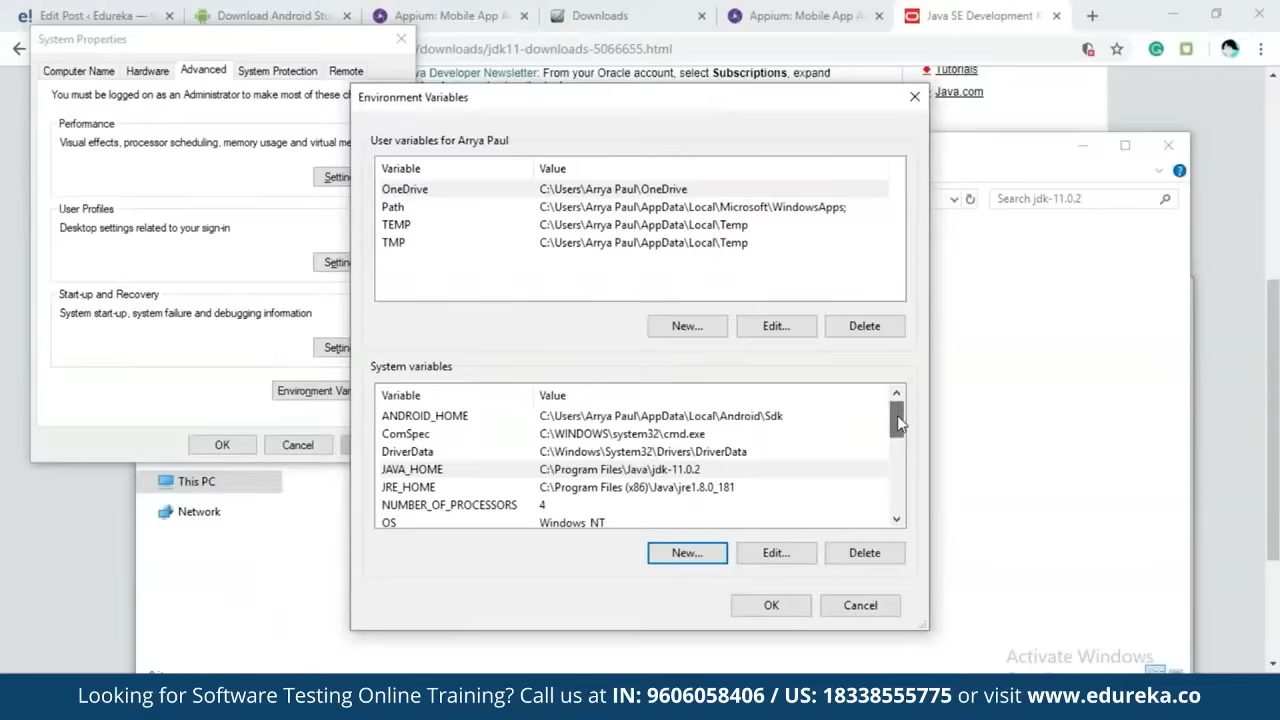 Edit Post ‹ Edureka —
Download Android Stu
Appium: Mobile App A
Downloads
Appium: Mobile App A
Java SE Development K
System Properties
/downloads/jdk11-downloads-5066655.html
Computer Name
Hardware
Advanced
System Protection
Remote
ava Developer Newsletter: From your Oracle account, select Subscriptions, expand
Tutorials
Java.com
You must be logged on as an Administrator to make most of these ch
Performance
Visual effects, processor scheduling, memory usage and virtual me
Settin
User Profiles
Desktop settings related to your sign-in
Settin
Start-up and Recovery
System start-up, system failure and debugging information
Settin
Environment Var
OK
Cancel
Environment Variables
User variables for Arrya Paul
Variable Value
OneDrive C:\Users\Arrya Paul\OneDrive
Path C:\Users\Arrya Paul\AppData\Local\Microsoft\WindowsApps;
TEMP C:\Users\Arrya Paul\AppData\Local\Temp
TMP C:\Users\Arrya Paul\AppData\Local\Temp
New... Edit... Delete
System variables
Variable Value
ANDROID_HOME C:\Users\Arrya Paul\AppData\Local\Android\Sdk
ComSpec C:\WINDOWS\system32\cmd.exe
DriverData C:\Windows\System32\Drivers\DriverData
JAVA_HOME C:\Program Files\Java\jdk-11.0.2
JRE_HOME C:\Program Files (x86)\Java\jre1.8.0_181
NUMBER_OF_PROCESSORS 4
OS Windows_NT
New... Edit... Delete
OK Cancel
Search jdk-11.0.2
This PC
Network
Activate Windows
Looking for Software Testing Online Training? Call us at IN: 9606058406 / US: 18338555775 or visit www.edureka.co